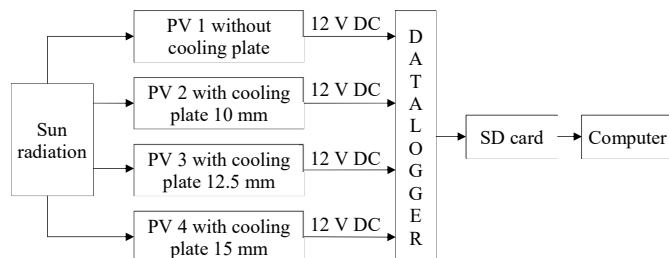 Sun
radiation
PV 1 without
cooling plate
12 V DC
PV 2 with cooling
plate 10 mm
12 V DC
PV 3 with cooling
plate 12.5 mm
12 V DC
PV 4 with cooling
plate 15 mm
12 V DC
D
A
T
A
L
O
G
G
E
R
SD card
Computer